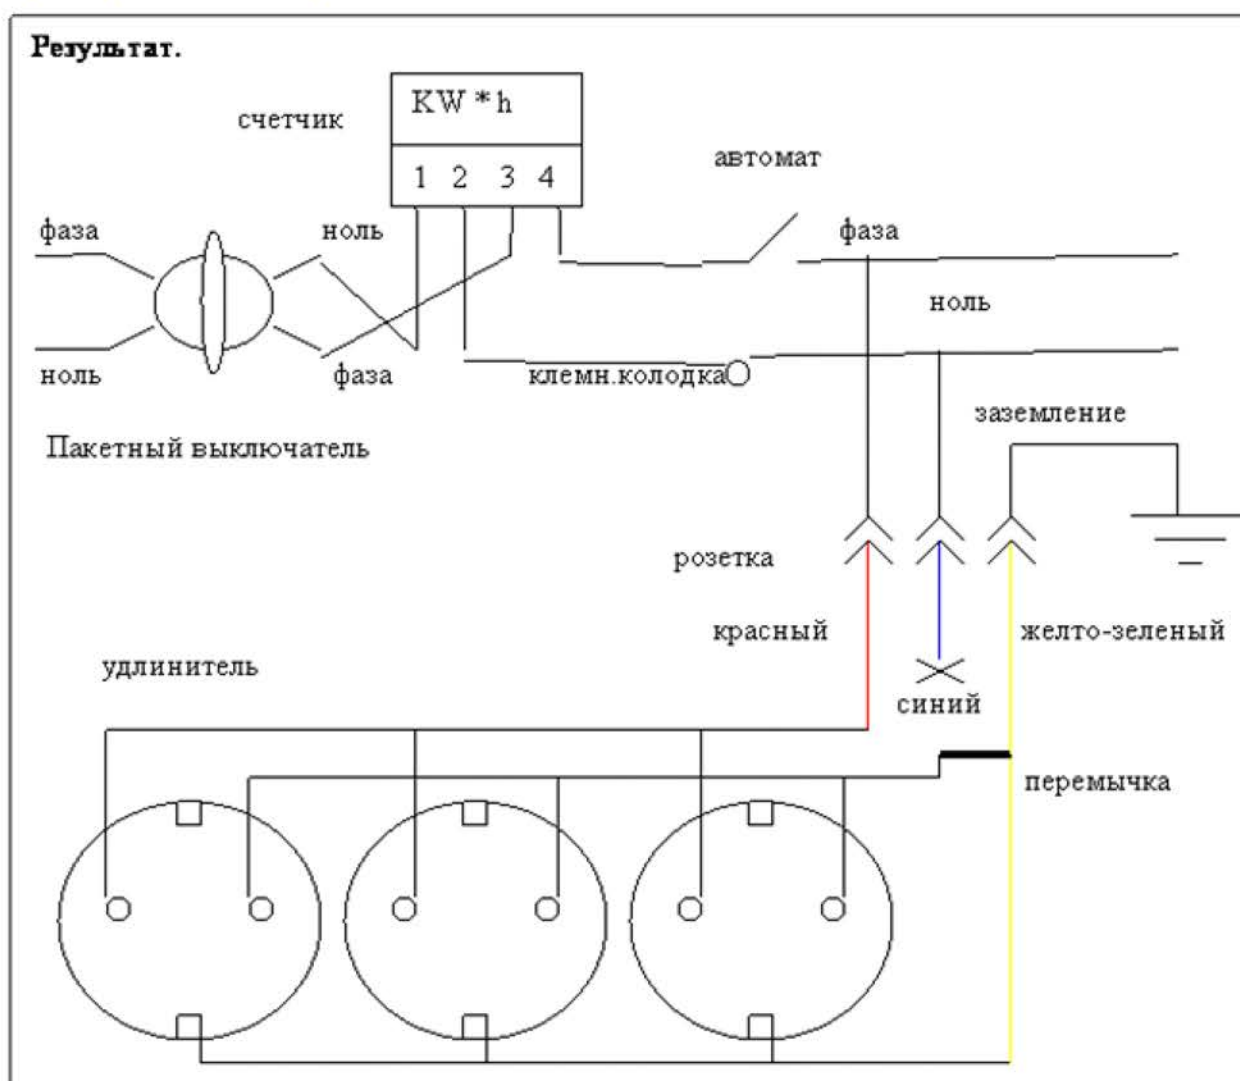 Результат.
KW * h
счетчик
автомат
1 2 3 4
фаза
ноль
фаза
ноль
ноль
фаза
клемн.колодка
заземление
Пакетный выключатель
розетка
красный
желто-зеленый
удлинитель
синий
перемычка